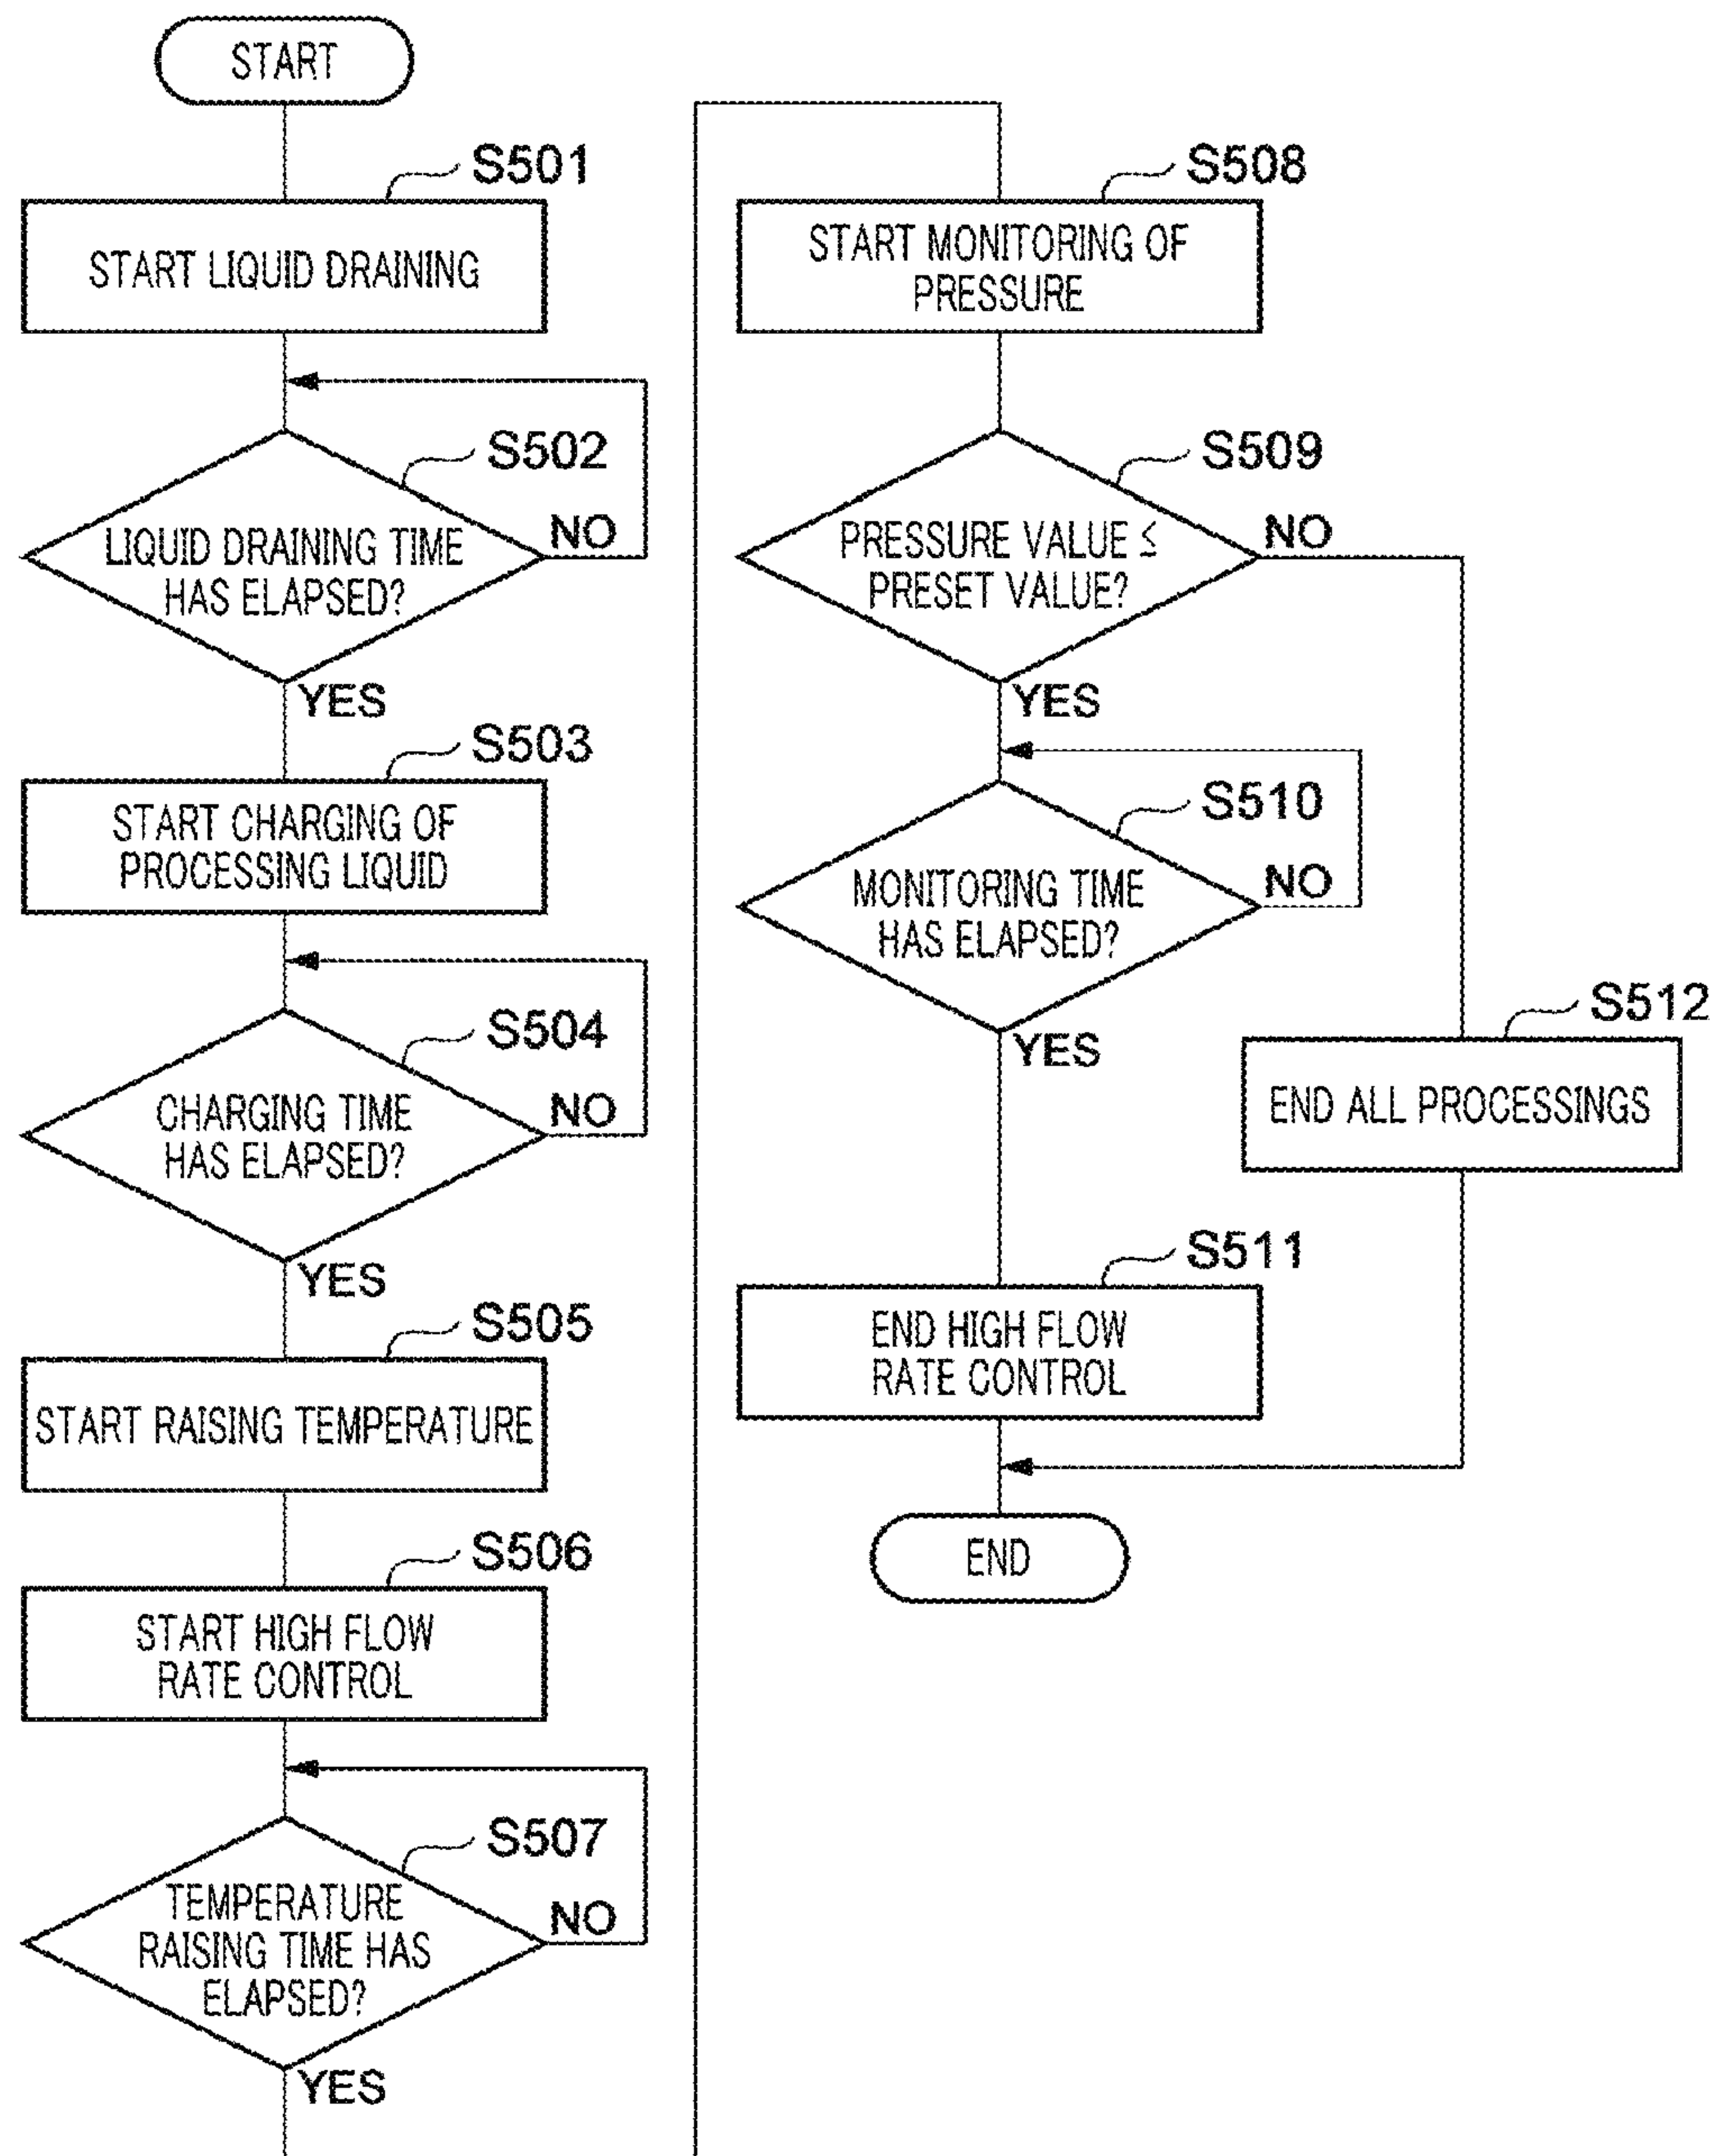 START
S501
START LIQUID DRAINING
S502
LIQUID DRAINING TIME
HAS ELAPSED?
NO
YES
S503
START CHARGING OF
PROCESSING LIQUID
S504
CHARGING TIME
HAS ELAPSED?
NO
YES
S505
START RAISING TEMPERATURE
S506
START HIGH FLOW
RATE CONTROL
S507
TEMPERATURE
RAISING TIME HAS
ELAPSED?
NO
YES
S508
START MONITORING OF
PRESSURE
S509
PRESSURE VALUE ≤
PRESET VALUE?
NO
YES
S510
MONITORING TIME
HAS ELAPSED?
NO
YES
S511
END HIGH FLOW
RATE CONTROL
S512
END ALL PROCESSINGS
END